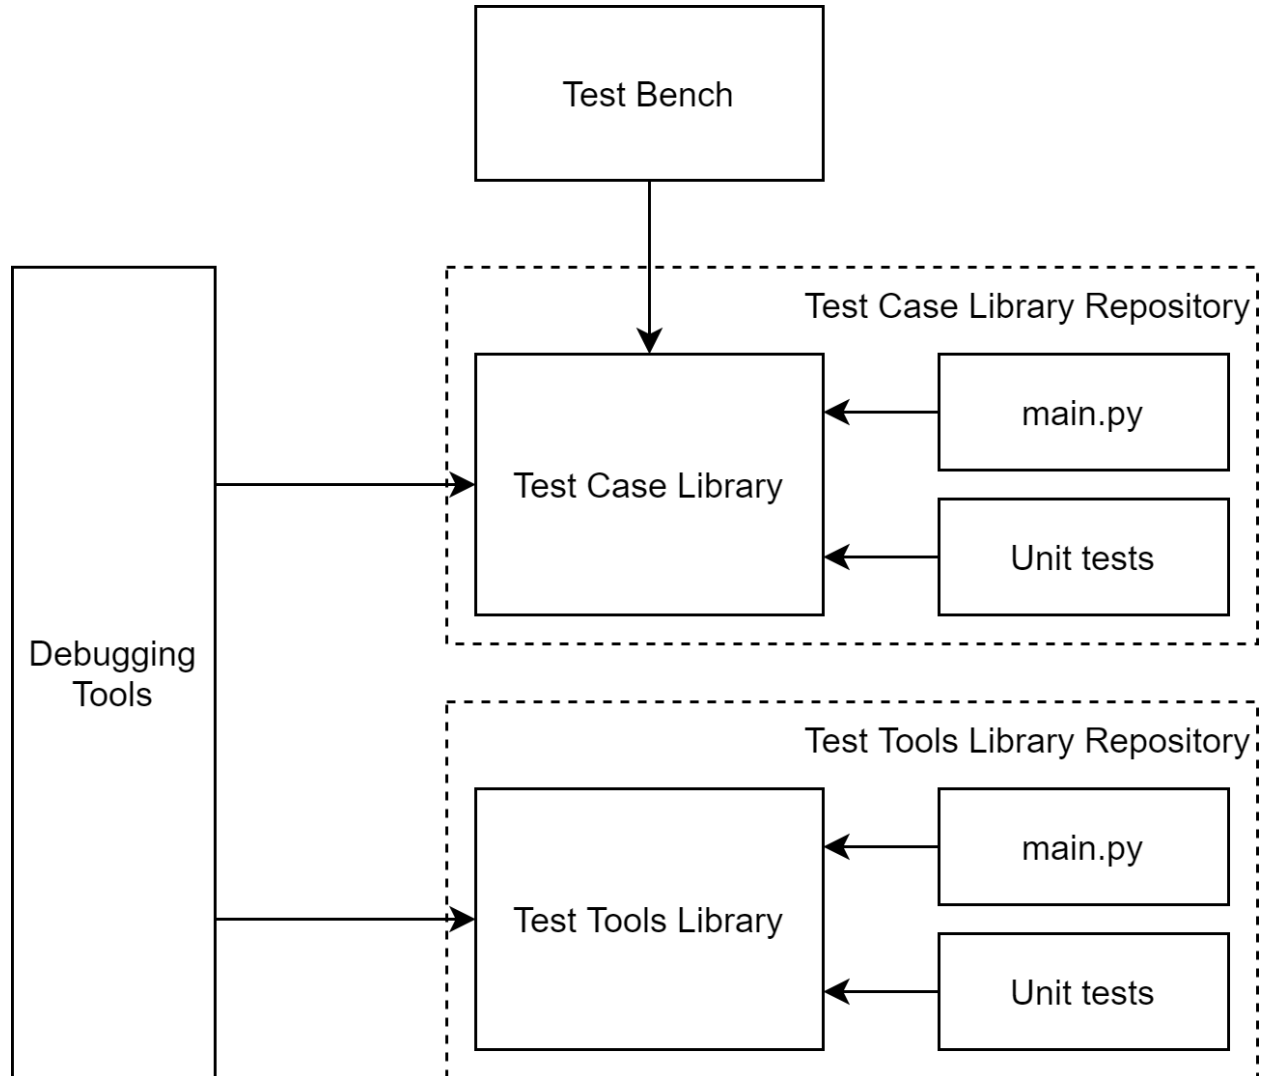 Test Bench
Test Case Library Repository
main.py
Test Case Library
Unit tests
Debugging
Tools
Test Tools Library Repository
main.py
Test Tools Library
Unit tests